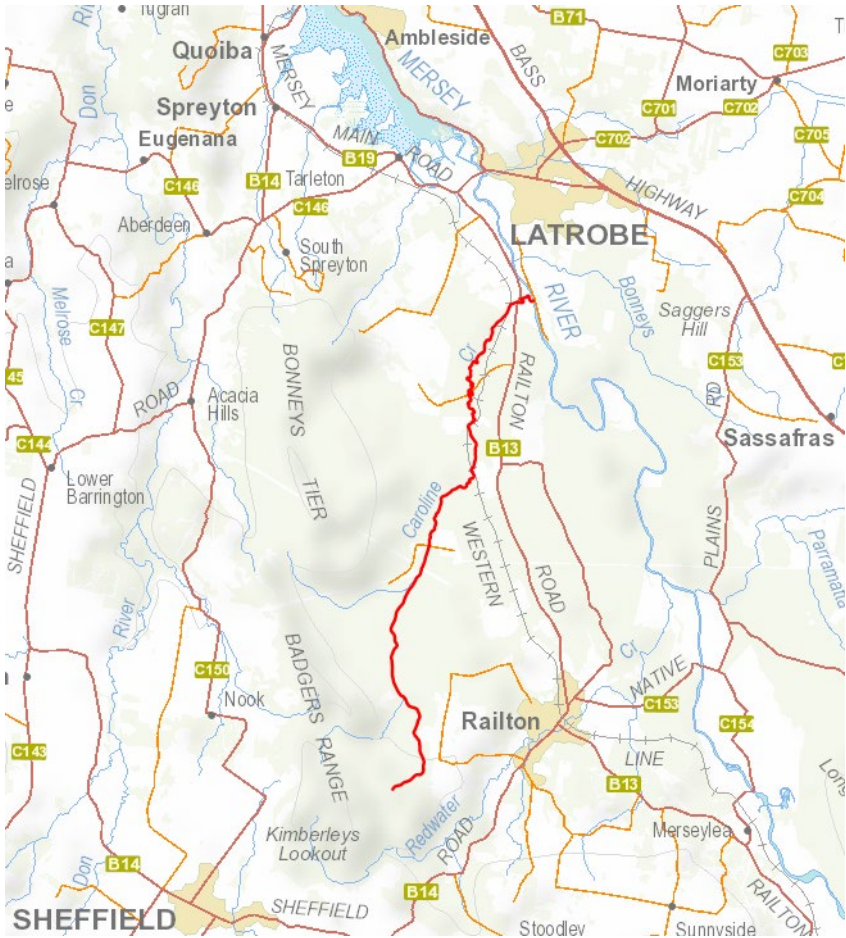 Quoiba
Ambleside
B71
C703
Don
MERSEY
MERSEY
BASS
Moriarty
Spreyton
C701
C702
Eugenana
MAIN
ROAD
C702
C705
B19
C146
B14
Tarleton
C146
HIGHWAY
C704
Aberdeen
South
Spreyton
LATROBE
RIVER
Bonneys
Melrose
Cr
Saggers
Hill
C147
BONNEYS
Cr
RAILTON
C153
ROAD
Acacia
Hills
RD
C144
B13
Sassafras
Lower
Barrington
TIER
Caroline
SHEFFIELD
PLAINS
WESTERN
Parramatta
ROAD
River
BADGERS
Cr
C150
NATIVE
Nook
Railton
C153
C154
C143
RANGE
LINE
B13
Kimberleys
Lookout
Redwater
ROAD
Merseylea
Don
B14
B14
RAILTON
SHEFFIELD
SHEFFIELD
Stoodley
Sunnyside